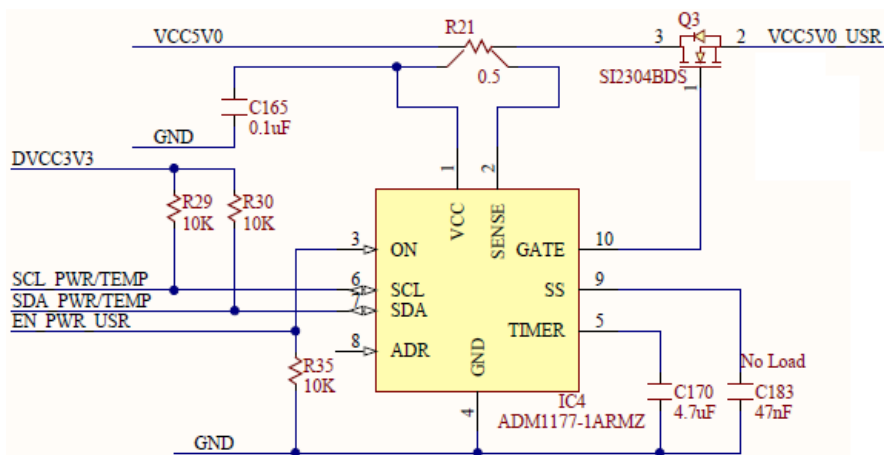 VCC5V0
R21
0.5
Q3
3
2
VCC5V0_USR
SI2304BDS
1
C165
0.1uF
GND
DVCC3V3
R29
10K
R30
10K
1
2
VCC
SENSE
3
ON
GATE
10
SCL_PWR/TEMP
6
SCL
SS
9
SDA_PWR/TEMP
7
SDA
EN_PWR_USR
TIMER
5
8
ADR
GND
No Load
R35
10K
4
IC4
ADM1177-1ARMZ
C170
4.7uF
C183
47nF
GND